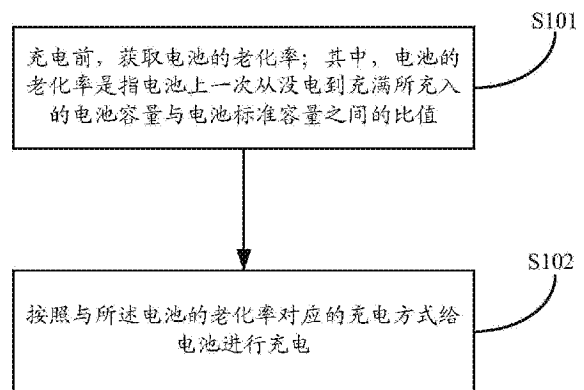 S101
充电前，获取电池的老化率；其中，电池的
老化率是指电池上一次从没电到充满所充入
的电池容量与电池标准容量之间的比值
S102
按照与所述电池的老化率对应的充电方式给
电池进行充电